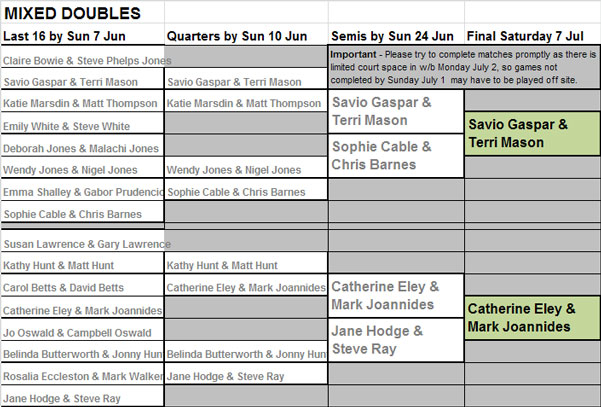 MIXED DOUBLES
Last 16 by Sun 7 Jun Quarters by Sun 10 Jun Semis by Sun 24 Jun Final Saturday 7 Jul
Claire Bowie & Steve Phelps Jones
Important - Please try to complete matches promptly as there is
limited court space in w/b Monday July 2, so games not
completed by Sunday July 1 may have to be played off site.
Savio Gaspar & Terri Mason Savio Gaspar & Terri Mason
Katie Marsdin & Matt Thompson Katie Marsdin & Matt Thompson
Savio Gaspar &
Terri Mason
Emily White & Steve White
Savio Gaspar &
Terri Mason
Deborah Jones & Malachi Jones
Sophie Cable &
Chris Barnes
Wendy Jones & Nigel Jones Wendy Jones & Nigel Jones
Emma Shalley & Gabor Prudencio Sophie Cable & Chris Barnes
Sophie Cable & Chris Barnes
Susan Lawrence & Gary Lawrence
Kathy Hunt & Matt Hunt Kathy Hunt & Matt Hunt
Carol Betts & David Betts Catherine Eley & Mark Joannides
Catherine Eley &
Mark Joannides
Catherine Eley & Mark Joannides
Catherine Eley &
Mark Joannides
Jo Oswald & Campbell Oswald
Jane Hodge &
Steve Ray
Belinda Butterworth & Jonny Hun Belinda Butterworth & Jonny Hunt
Rosalia Eccleston & Mark Walker Jane Hodge & Steve Ray
Jane Hodge & Steve Ray